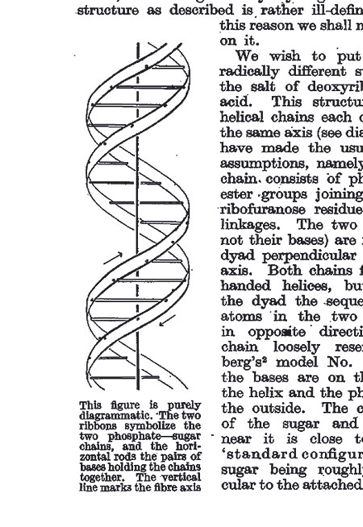 structure as described is rather ill-defin
this reason we shall n
on it.
We wish to put
radically different s
the salt of deoxyrib
acid. This structu
helical chains each c
the same axis (see dia
have made the usu
assumptions, namely
chain consists of ph
ester groups joining
ribofuranose residue
linkages. The two
not their bases) are
dyad perpendicular
axis. Both chains f
handed helices, bu
the dyad the seque
atoms in the two
in opposite directi
chain loosely rese
berg's² model No.
the bases are on th
the helix and the ph
the outside. The c
of the sugar and
near it is close to
'standard configur
sugar being roughl
cular to the attached
This figure is purely
diagrammatic. The two
ribbons symbolize the
two phosphate—sugar
chains, and the hori-
zontal rods the pairs of
bases holding the chains
together. The vertical
line marks the fibre axis